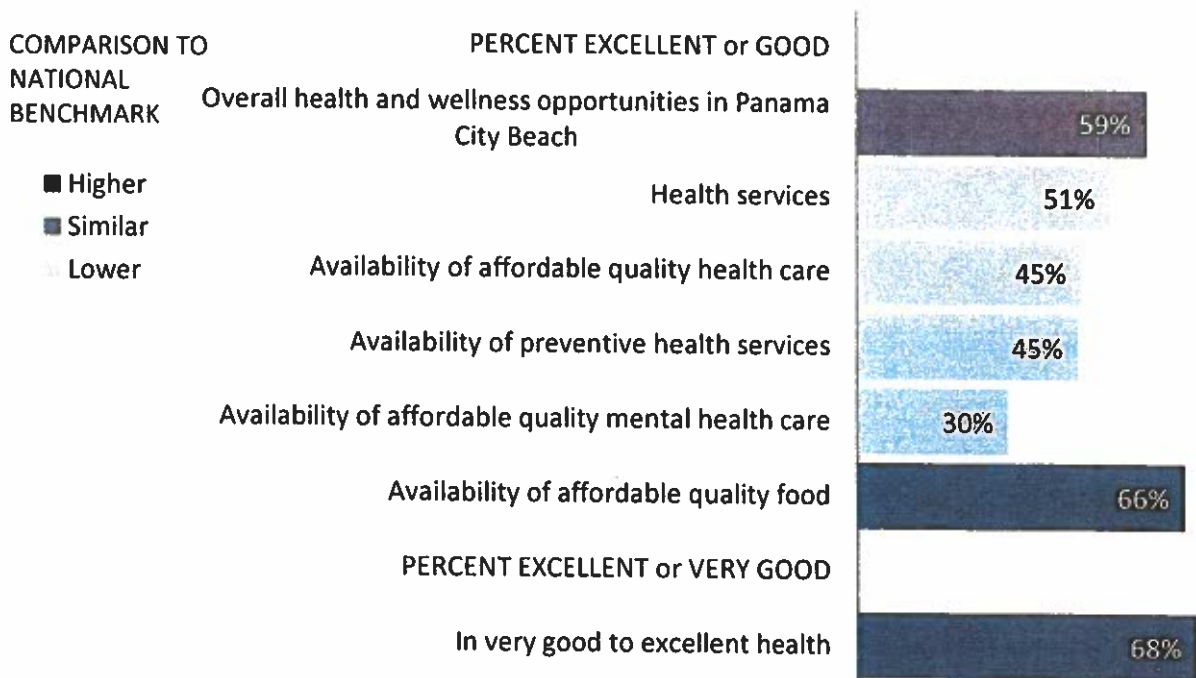 COMPARISON TO
NATIONAL
BENCHMARK
■ Higher
■ Similar
Lower
PERCENT EXCELLENT or GOOD
Overall health and wellness opportunities in Panama
City Beach
59%
Health services
51%
Availability of affordable quality health care
45%
Availability of preventive health services
45%
Availability of affordable quality mental health care
30%
Availability of affordable quality food
66%
PERCENT EXCELLENT or VERY GOOD
In very good to excellent health
68%